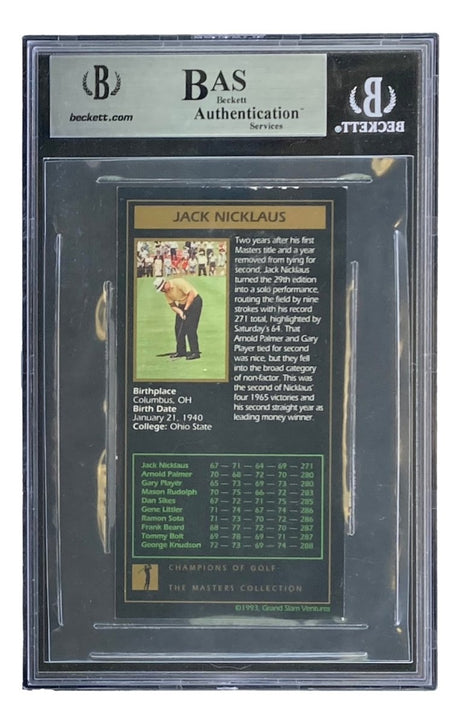 B
beckett.com
BAS
Beckett
Authentication™
Services
B
BECKETT®
JACK NICKLAUS
Two years after his first
Masters title and a year
removed from tying for
second, Jack Nicklaus
turned the 29th edition
into a solo performance,
routing the field by nine
strokes with his record
271 total, highlighted by
Saturday's 64. That
Arnold Palmer and Gary
Player tied for second
was nice, but they fell
into the broad category
of non-factor. This was
the second of Nicklaus'
four 1965 victories and
his second straight year as
leading money winner.
Birthplace
Columbus, OH
Birth Date
January 21, 1940
College: Ohio State
Jack Nicklaus 67 — 71 — 64 — 69 — 271
Arnold Palmer 70 — 68 — 72 — 70 — 280
Gary Player 65 — 73 — 69 — 73 — 280
Mason Rudolph 70 — 75 — 66 — 72 — 283
Dan Sikes 67 — 72 — 71 — 75 — 285
Gene Littler 71 — 74 — 67 — 74 — 286
Ramon Sota 71 — 73 — 70 — 72 — 286
Frank Beard 68 — 77 — 72 — 70 — 287
Tommy Bolt 69 — 78 — 69 — 71 — 287
George Knudson 72 — 73 — 69 — 74 — 288
CHAMPIONS OF GOLF
THE MASTERS COLLECTION
©1993, Grand Slam Ventures